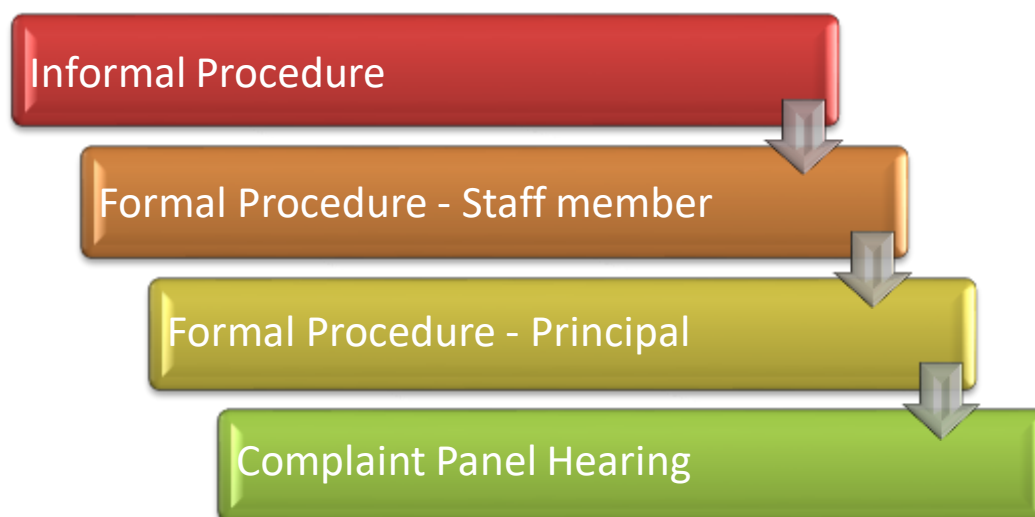 Informal Procedure
Formal Procedure - Staff member
Formal Procedure - Principal
Complaint Panel Hearing